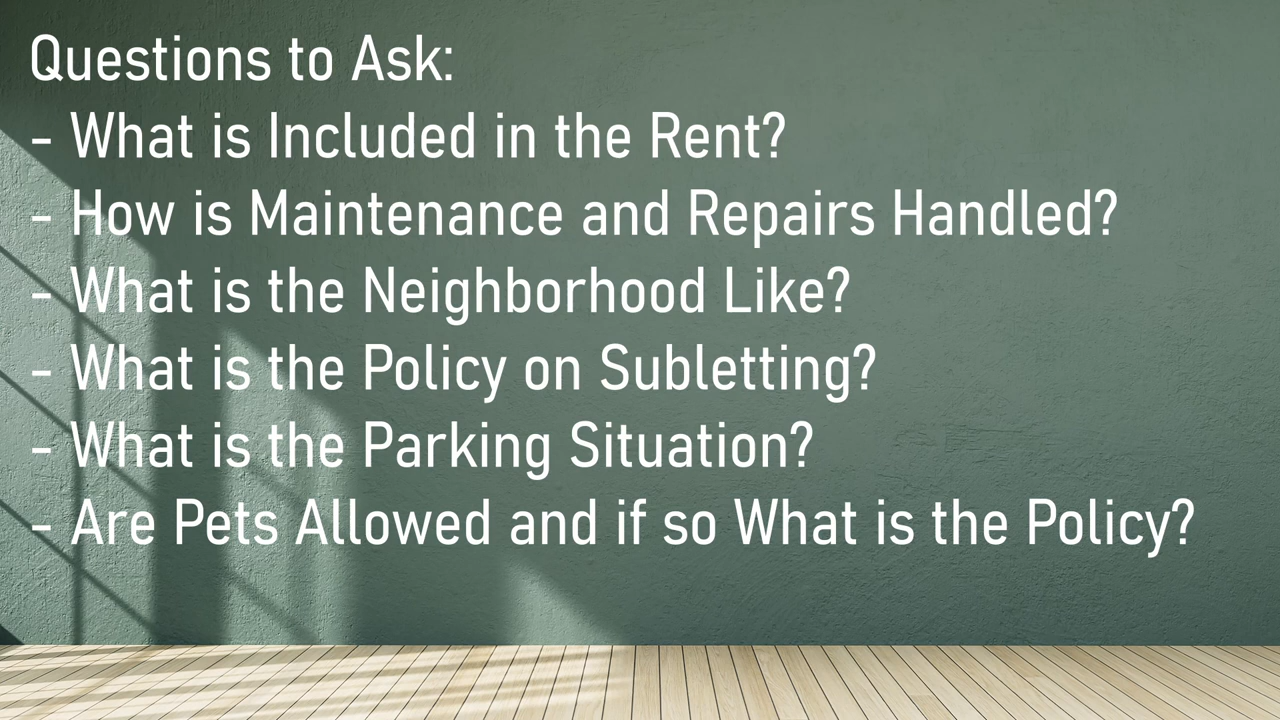 Questions to Ask:
- What is Included in the Rent?
- How is Maintenance and Repairs Handled?
- What is the Neighborhood Like?
- What is the Policy on Subletting?
- What is the Parking Situation?
- Are Pets Allowed and if so What is the Policy?